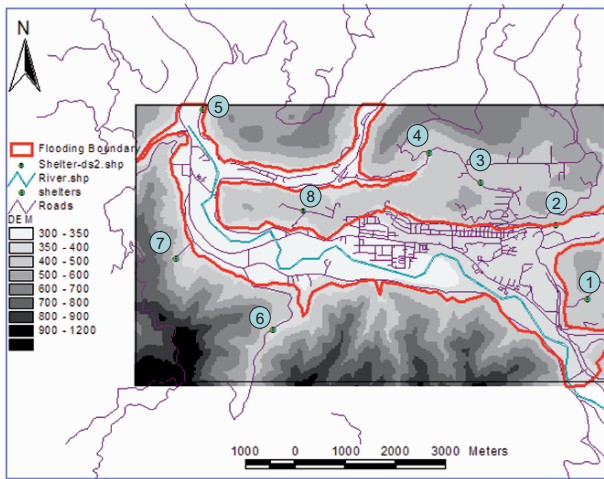 N
5
4
3
8
2
7
1
6
Flooding Boundary
Shelter-ds2.shp
River.shp
shelters
Roads
DEM
300 - 350
350 - 400
400 - 500
500 - 600
600 - 700
700 - 800
800 - 900
900 - 1200
1000 0 1000 2000 3000 Meters